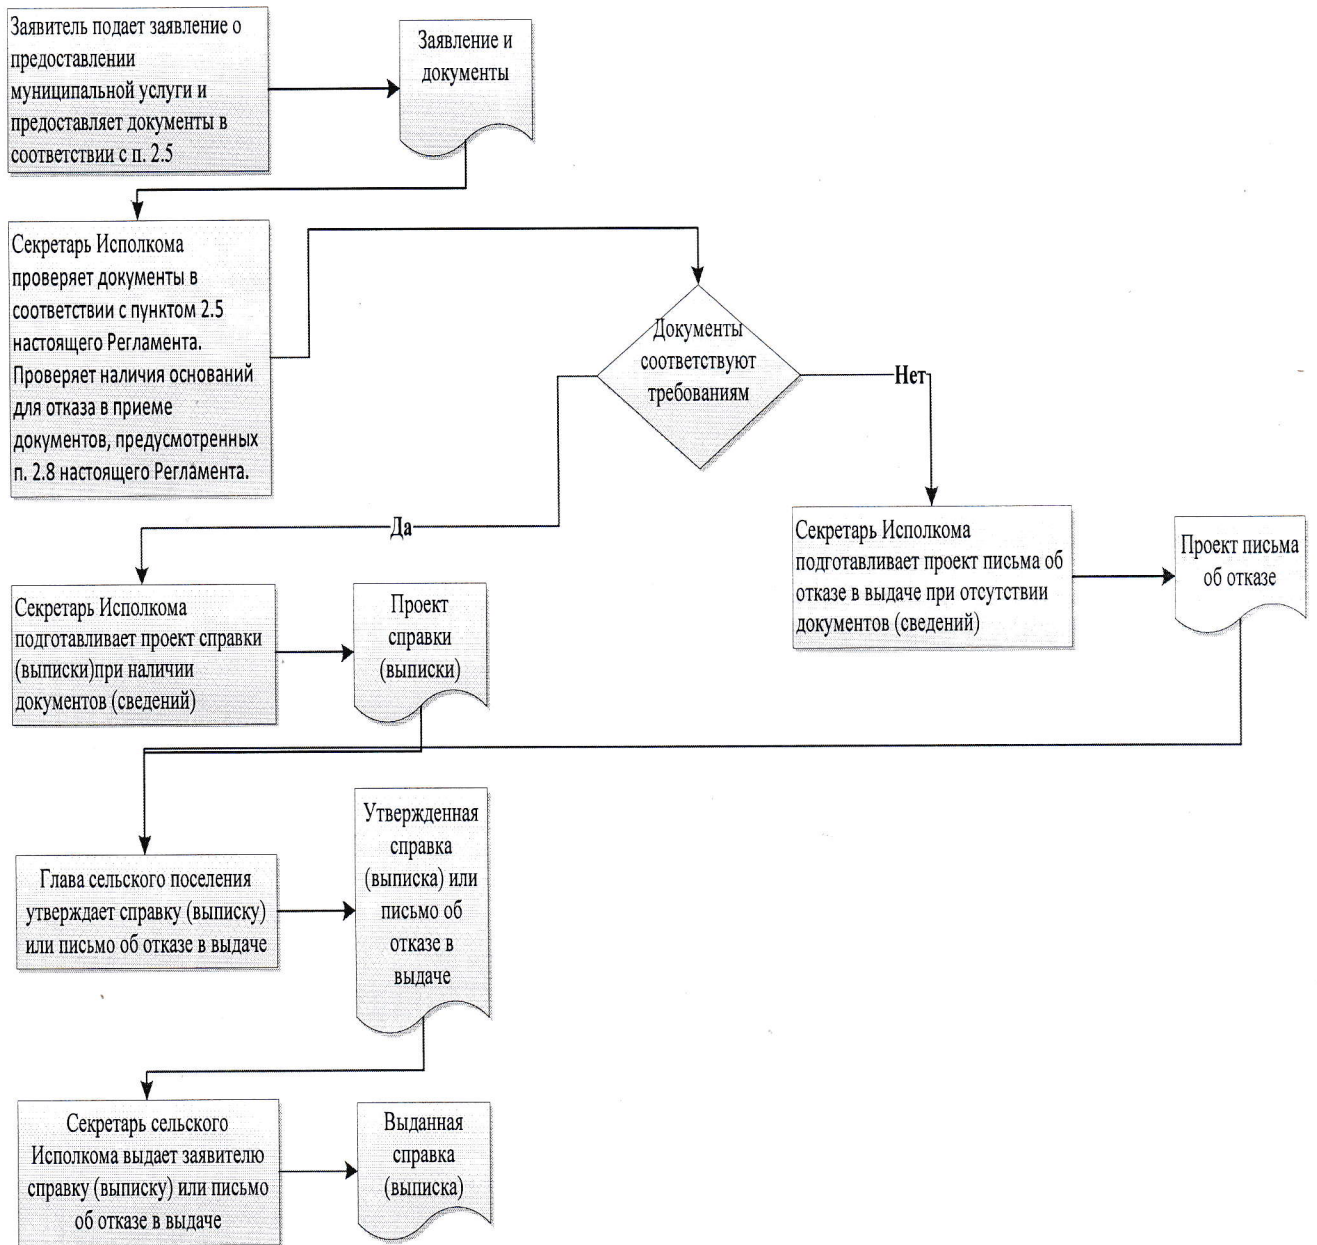 Заявитель подает заявление о
предоставлении
муниципальной услуги и
предоставляет документы в
соответствии с п. 2.5
Заявление и
документы
Секретарь Исполкома
проверяет документы в
соответствии с пунктом 2.5
настоящего Регламента.
Проверяет наличия оснований
для отказа в приеме
документов, предусмотренных
п. 2.8 настоящего Регламента.
Документы
соответствуют
требованиям
Нет
Да
Секретарь Исполкома
подготавливает проект письма об
отказе в выдаче при отсутствии
документов (сведений)
Проект письма
об отказе
Секретарь Исполкома
подготавливает проект справки
(выписки)при наличии
документов (сведений)
Проект
справки
(выписки)
Глава сельского поселения
утверждает справку (выписку)
или письмо об отказе в выдаче
Утвержденная
справка
(выписка) или
письмо об
отказе в
выдаче
Секретарь сельского
Исполкома выдает заявителю
справку (выписку) или письмо
об отказе в выдаче
Выданная
справка
(выписка)